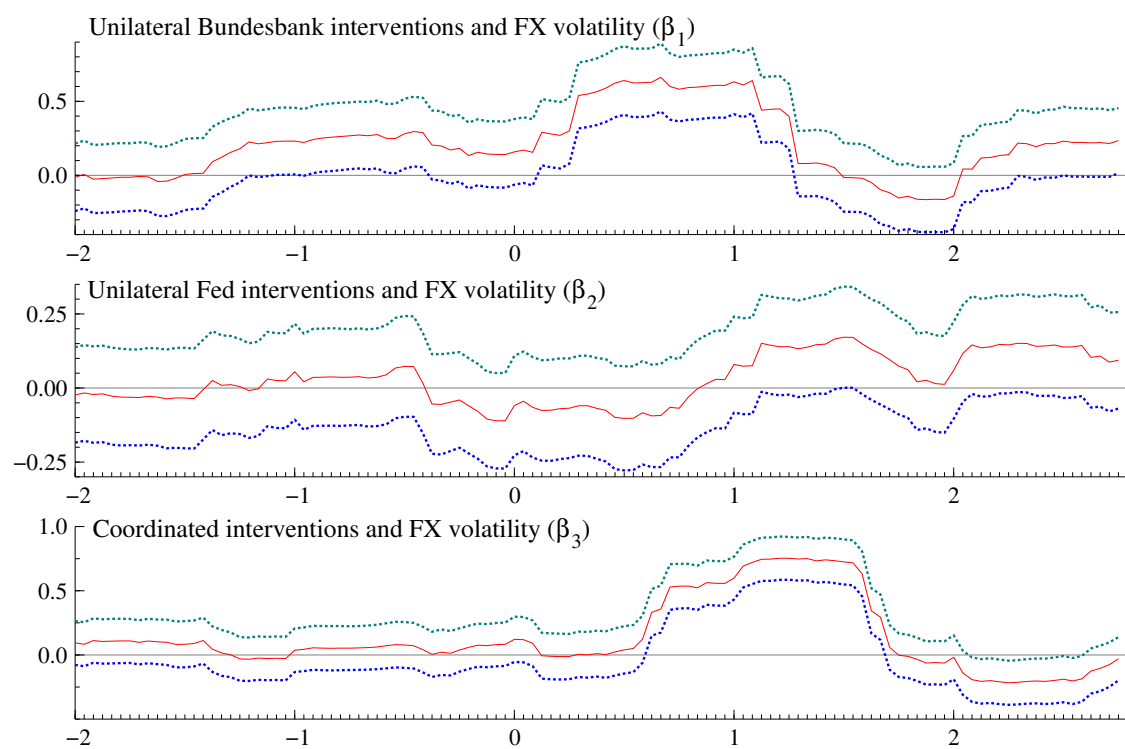 Unilateral Bundesbank interventions and FX volatility (β1)
0.5
0.0
−2 −1 0 1 2
Unilateral Fed interventions and FX volatility (β2)
0.25
0.00
−0.25
−2 −1 0 1 2
1.0
Coordinated interventions and FX volatility (β3)
0.5
0.0
−2 −1 0 1 2